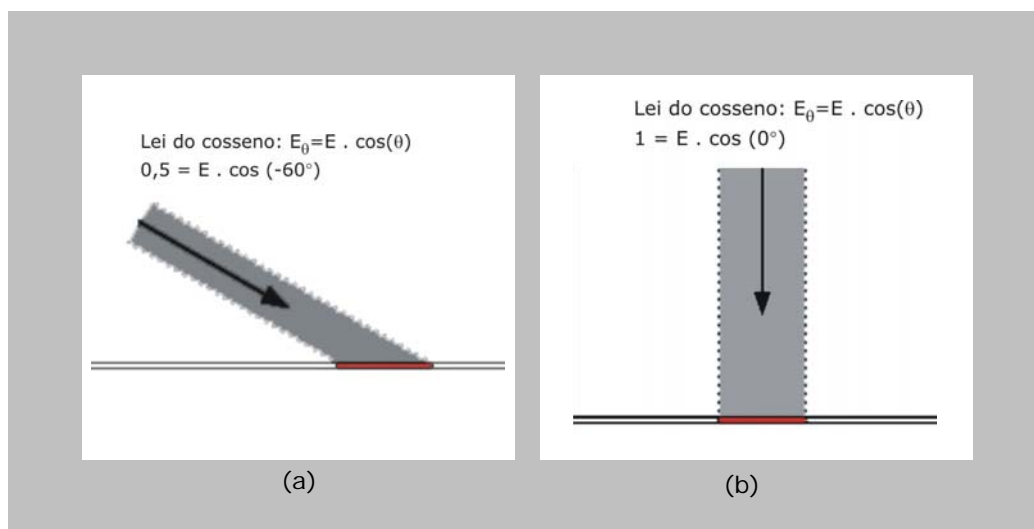 Lei do cosseno: Eθ=E . cos(θ)
0,5 = E . cos (-60°)
(a)
Lei do cosseno: Eθ=E . cos(θ)
1 = E . cos (0°)
(b)